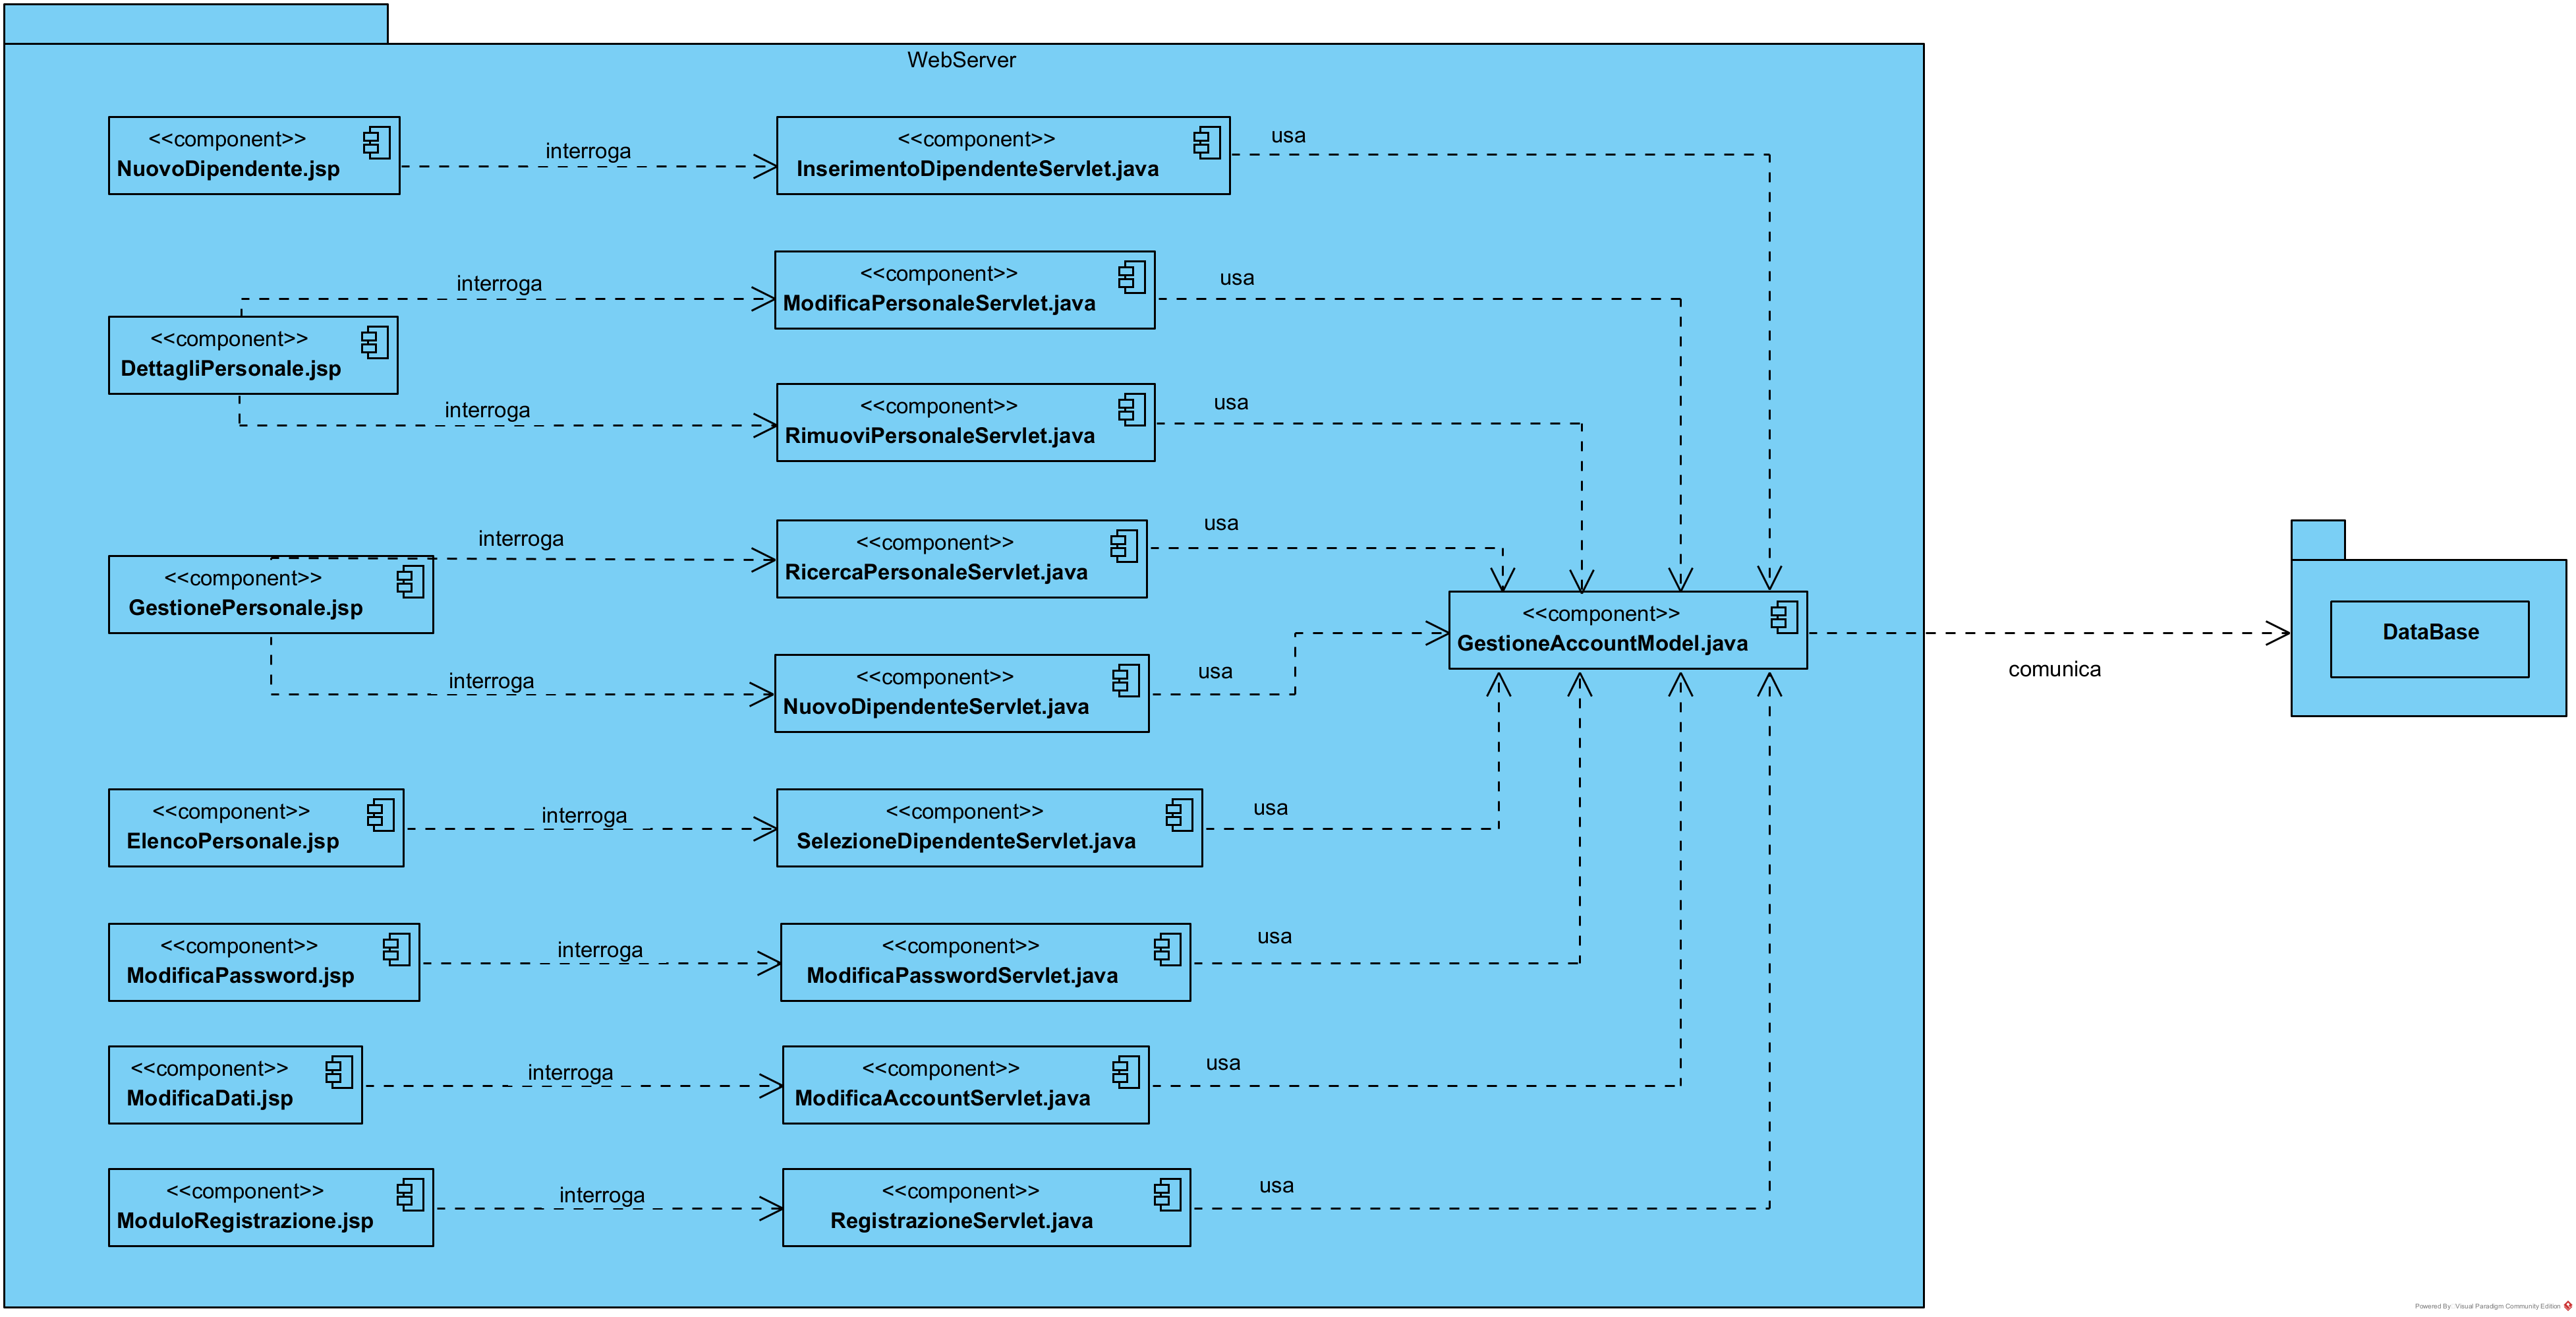 WebServer
<<component>>
NuovoDipendente.jsp
interroga
<<component>>
InserimentoDipendenteServlet.java
usa
<<component>>
DettagliPersonale.jsp
interroga
<<component>>
ModificaPersonaleServlet.java
usa
interroga
<<component>>
RimuoviPersonaleServlet.java
usa
<<component>>
GestionePersonale.jsp
interroga
<<component>>
RicercaPersonaleServlet.java
usa
interroga
<<component>>
NuovoDipendenteServlet.java
usa
<<component>>
GestioneAccountModel.java
comunica
DataBase
<<component>>
ElencoPersonale.jsp
interroga
<<component>>
SelezioneDipendenteServlet.java
usa
<<component>>
ModificaPassword.jsp
interroga
<<component>>
ModificaPasswordServlet.java
usa
<<component>>
ModificaDati.jsp
interroga
<<component>>
ModificaAccountServlet.java
usa
<<component>>
ModuloRegistrazione.jsp
interroga
<<component>>
RegistrazioneServlet.java
usa
Powered By Visual Paradigm Community Edition